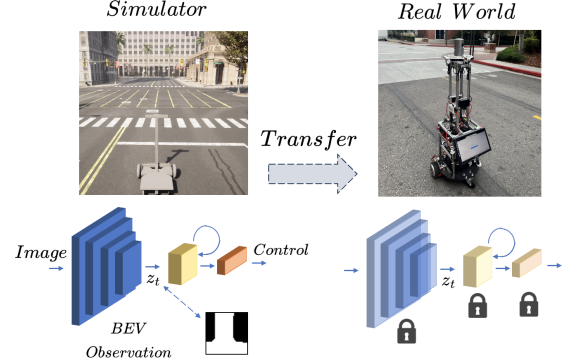 Simulator
Real World
Transfer
Image
z_t
Control
z_t
BEV
Observation